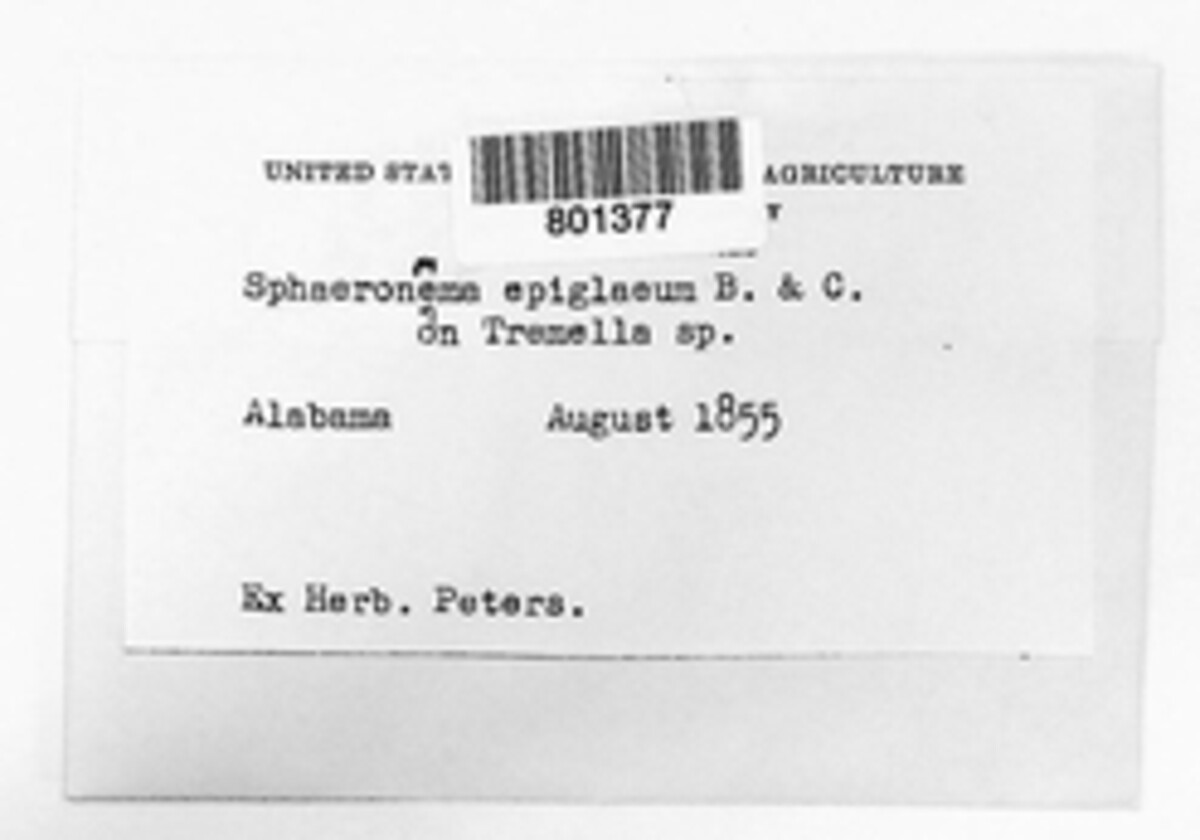 UNITED STAT AGRICULTURE
801377
Sphaeronema epiglaeum B. & C.
on Tremella sp.
Alabama August 1855
Ex Herb. Peters.